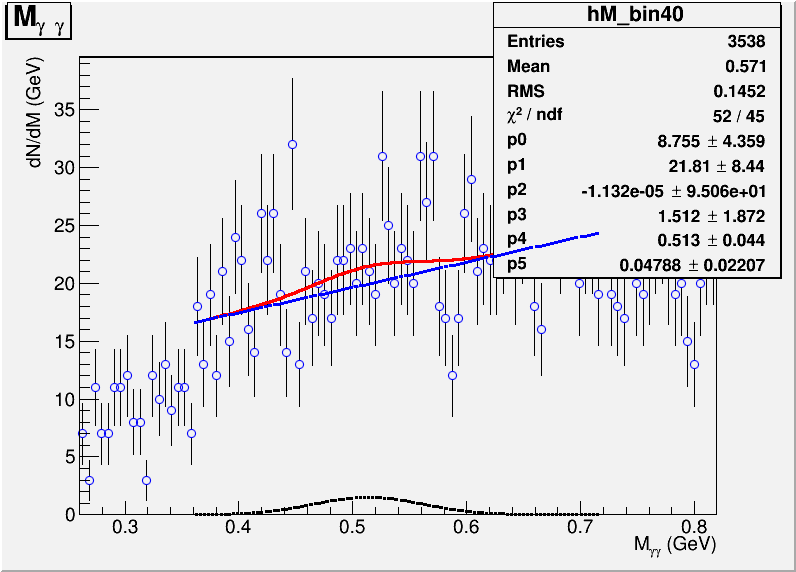 M γ γ
hM_bin40
Entries 3538
Mean 0.571
RMS 0.1452
χ² / ndf 52 / 45
p0 8.755 ± 4.359
p1 21.81 ± 8.44
p2 -1.132e-05 ± 9.506e+01
p3 1.512 ± 1.872
p4 0.513 ± 0.044
p5 0.04788 ± 0.02207
dN/dM (GeV)
35
30
25
20
15
10
5
0
0.3 0.4 0.5 0.6 0.7 0.8
Mγγ (GeV)